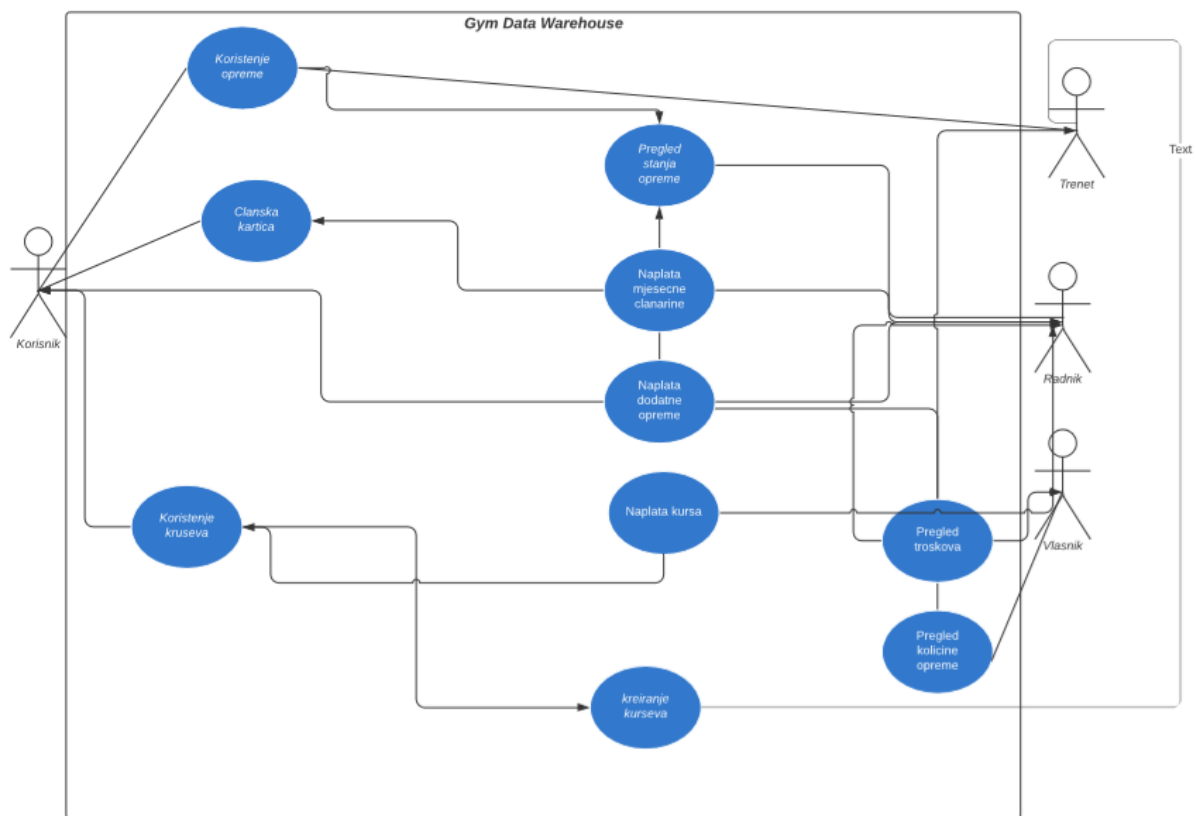 Gym Data Warehouse
Koristenje
opreme
Pregled
stanja
opreme
Text
Trenet
Clanska
kartica
Naplata
mjesecne
clanarine
Korisnik
Radnik
Naplata
dodatne
opreme
Koristenje
kruseva
Naplata kursa
Pregled
troskova
Vlasnik
Pregled
kolicine
opreme
kreiranje
kurseva